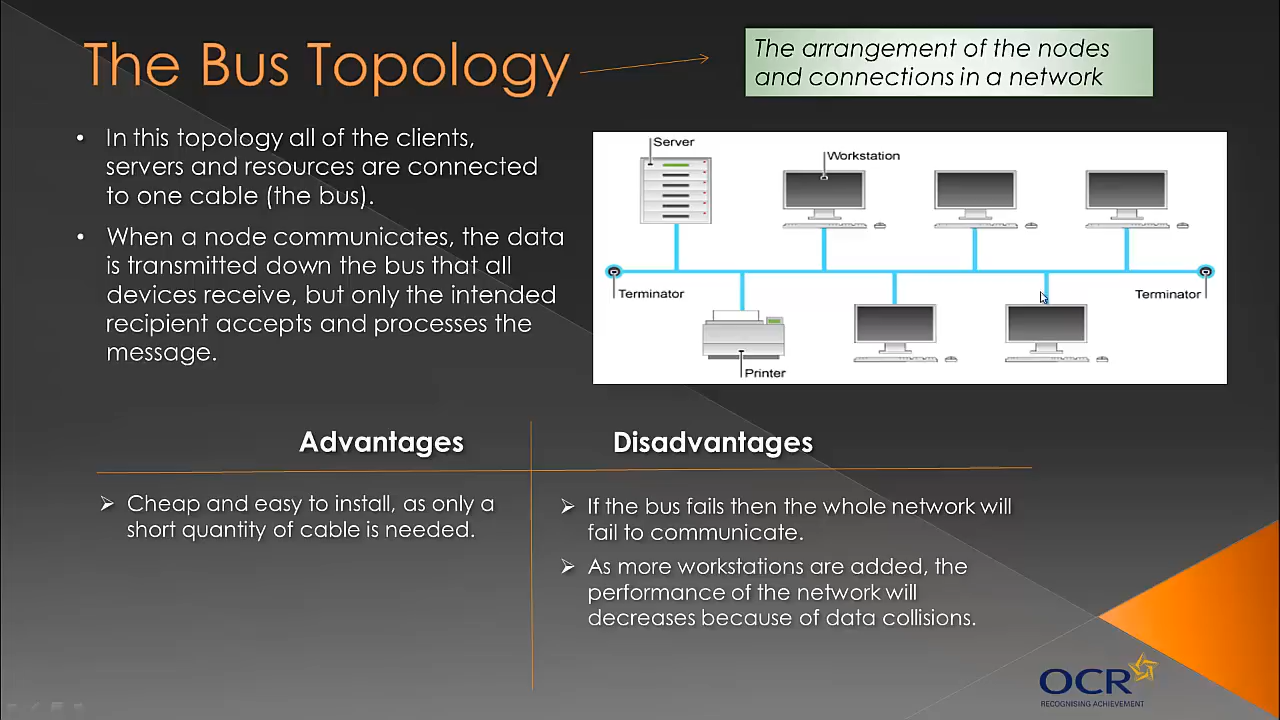 The Bus Topology
The arrangement of the nodes
and connections in a network
• In this topology all of the clients,
servers and resources are connected
to one cable (the bus).
• When a node communicates, the data
is transmitted down the bus that all
devices receive, but only the intended
recipient accepts and processes the
message.
Server
Workstation
Terminator
Terminator
Printer
Advantages
Disadvantages
Cheap and easy to install, as only a
short quantity of cable is needed.
If the bus fails then the whole network will
fail to communicate.
As more workstations are added, the
performance of the network will
decreases because of data collisions.
OCR
RECOGNISING ACHIEVEMENT